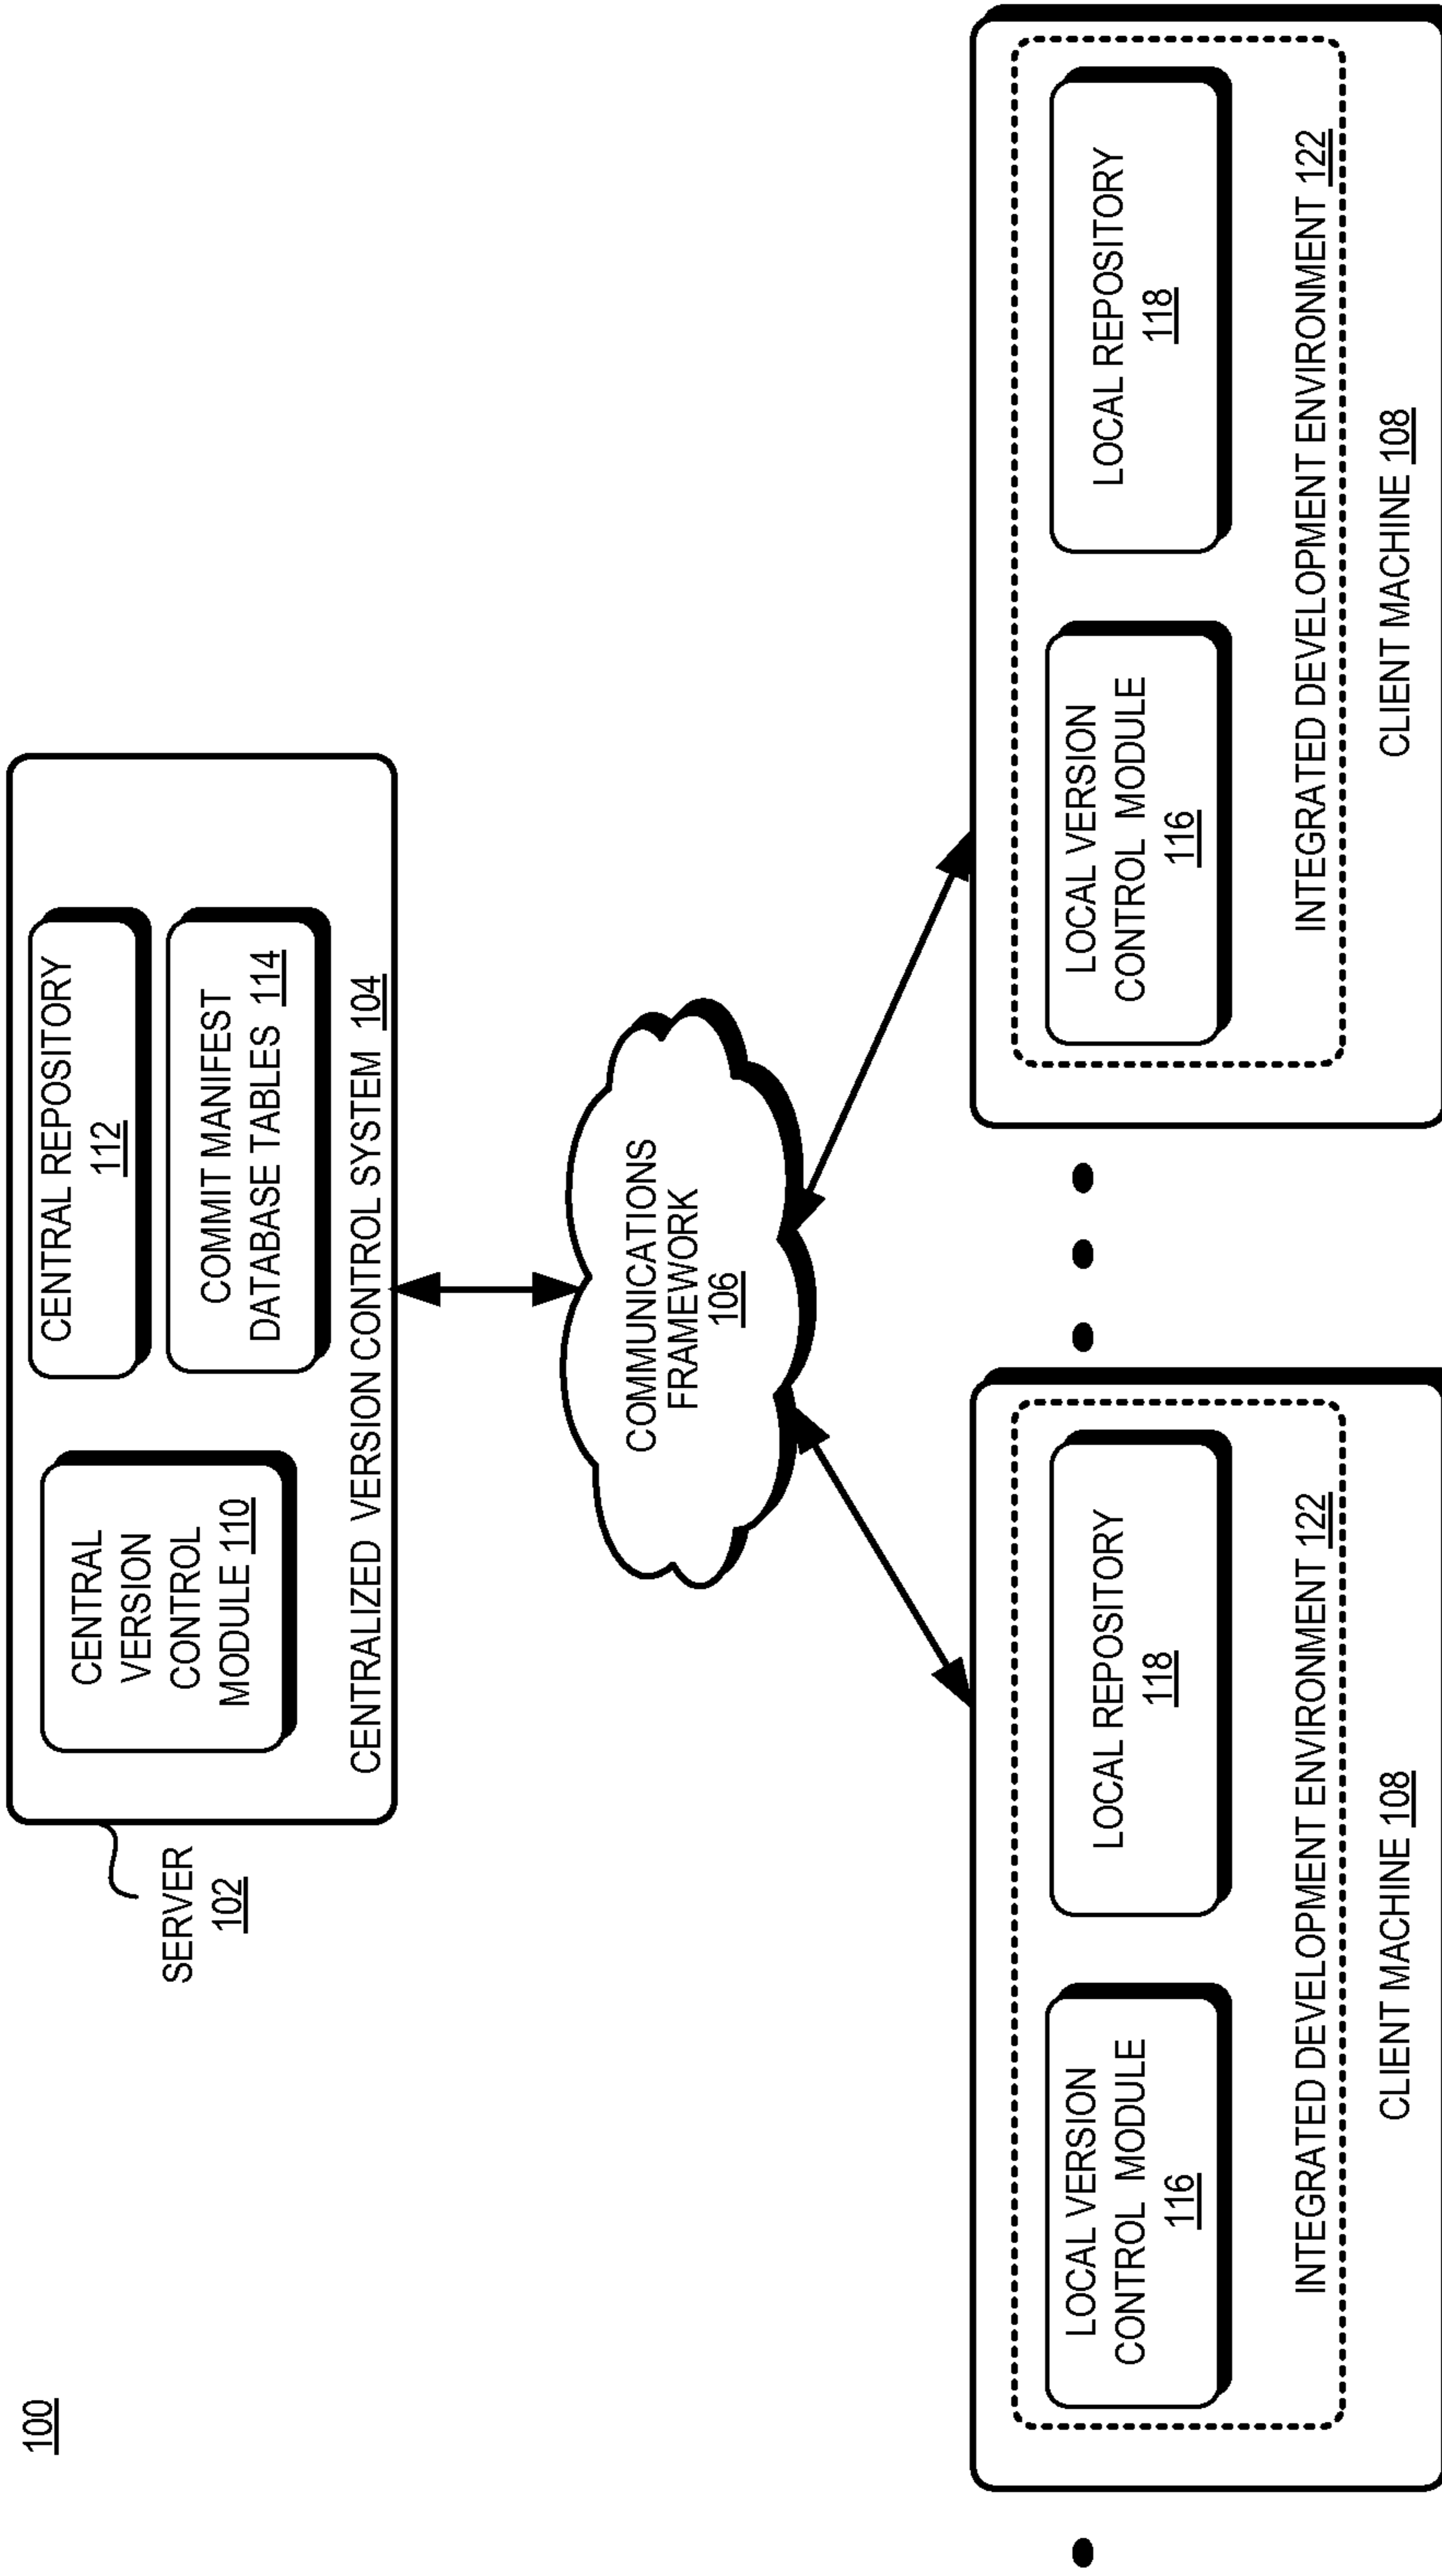 100
SERVER
102
CENTRAL
VERSION
CONTROL
MODULE 110
CENTRAL REPOSITORY
112
COMMIT MANIFEST
DATABASE TABLES 114
CENTRALIZED VERSION CONTROL SYSTEM 104
COMMUNICATIONS
FRAMEWORK
106
LOCAL VERSION
CONTROL MODULE
116
LOCAL REPOSITORY
118
INTEGRATED DEVELOPMENT ENVIRONMENT 122
CLIENT MACHINE 108
LOCAL VERSION
CONTROL MODULE
116
LOCAL REPOSITORY
118
INTEGRATED DEVELOPMENT ENVIRONMENT 122
CLIENT MACHINE 108